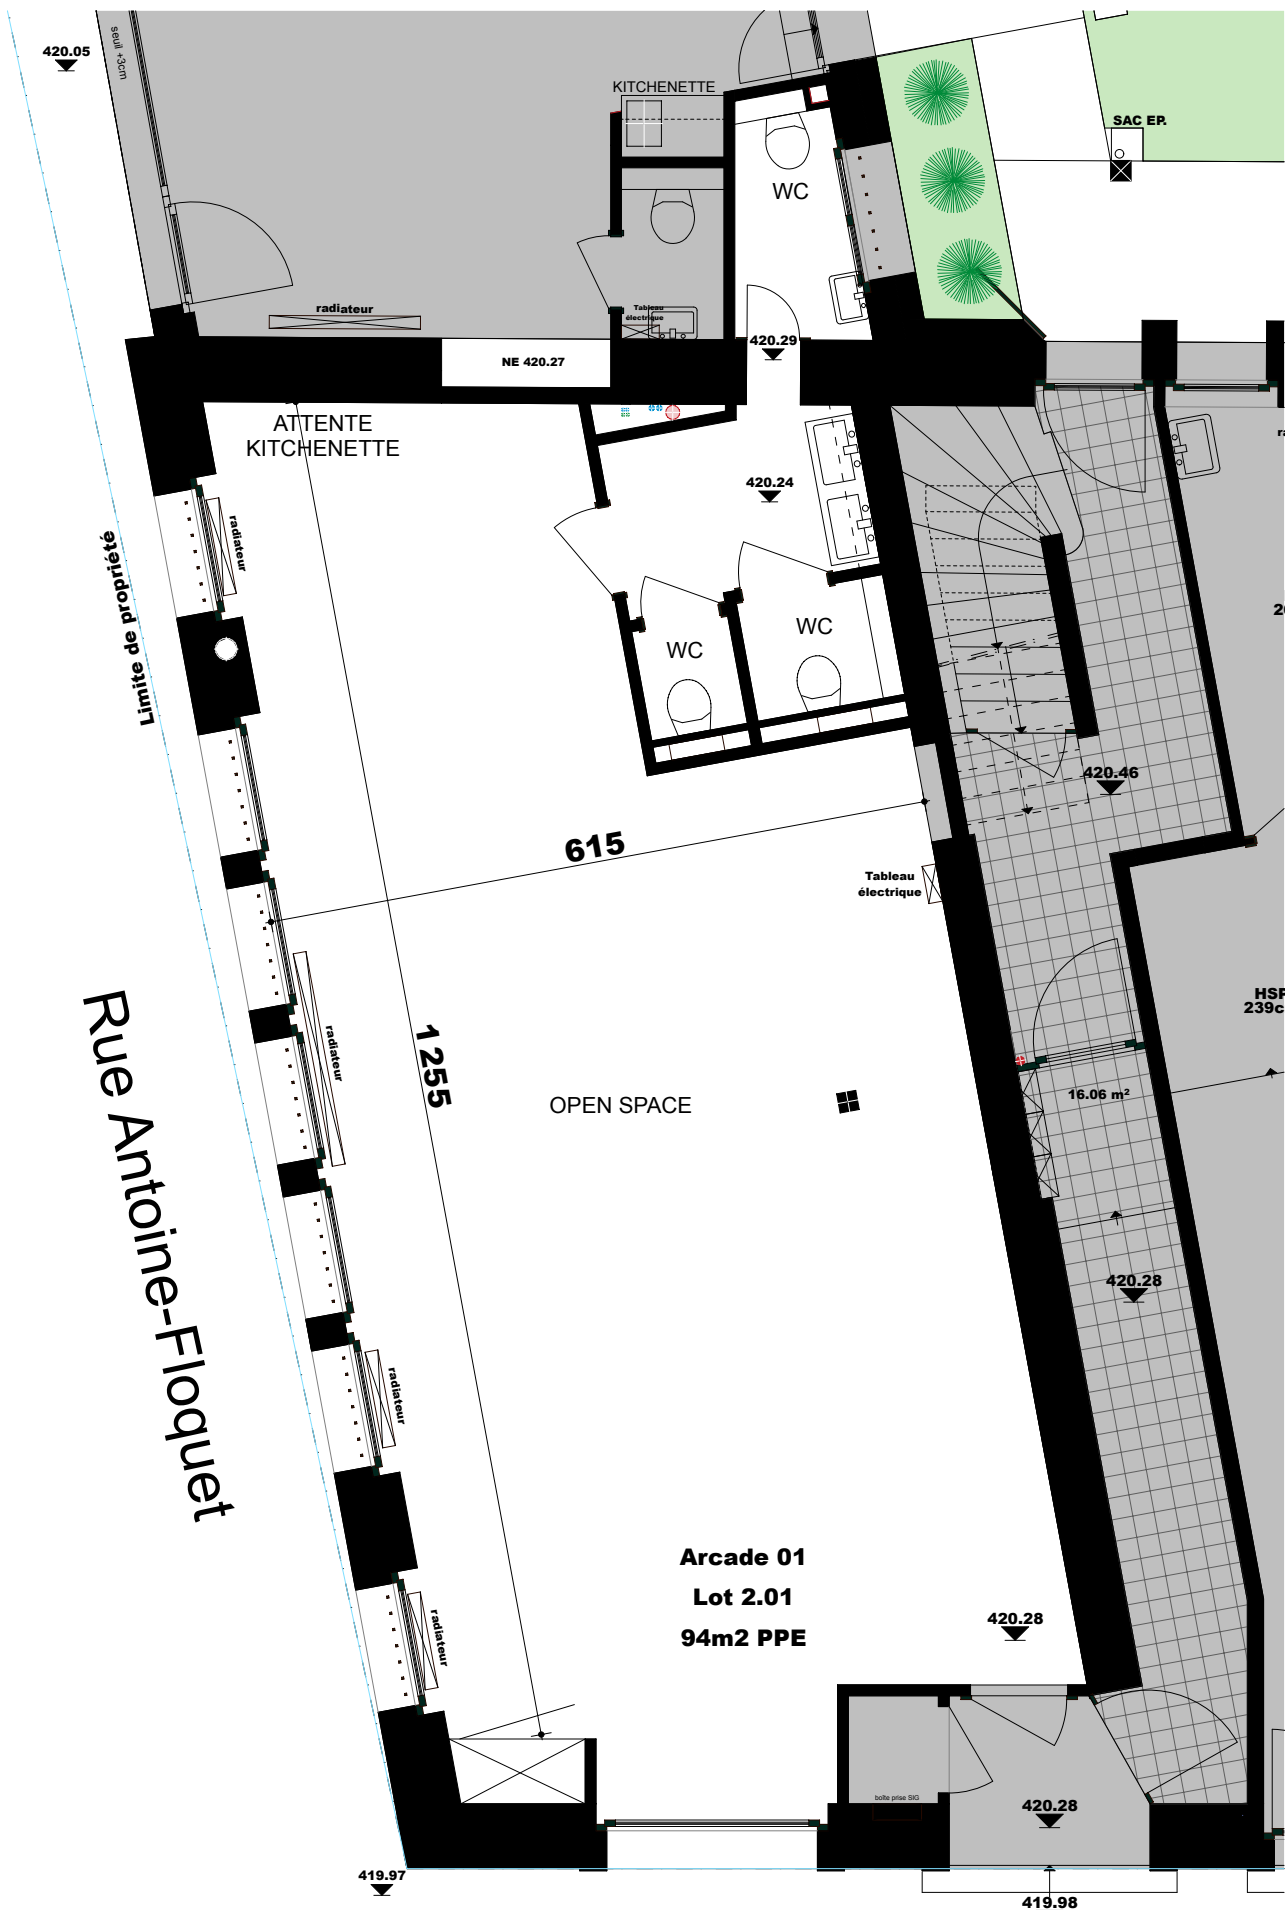 420.05
seuil +3cm
KITCHENETTE
SAC EP.
WC
radiateur
Tableau
électrique
420.29
NE 420.27
ATTENTE
KITCHENETTE
420.24
radiateur
Limite de propriété
WC
WC
420.46
615
Tableau
électrique
HSP
239c
Rue Antoine-Floquet
radiateur
1255
OPEN SPACE
16.06 m²
420.28
radiateur
Arcade 01
Lot 2.01
94m2 PPE
420.28
radiateur
boîte prise SIG
420.28
419.97
419.98